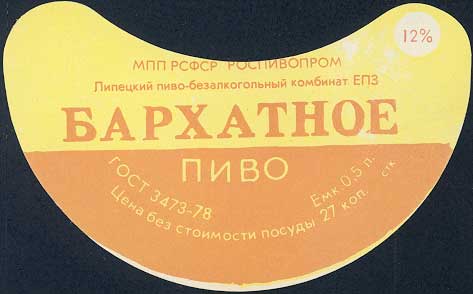 12%
МПП РСФСР РОСПИВОПРОМ
Липецкий пиво-безалкогольный комбинат ЕПЗ
БАРХАТНОЕ
ПИВО
ГОСТ 3473-78
Емк. 0,5 л.
Цена без стоимости посуды 27 коп. стк